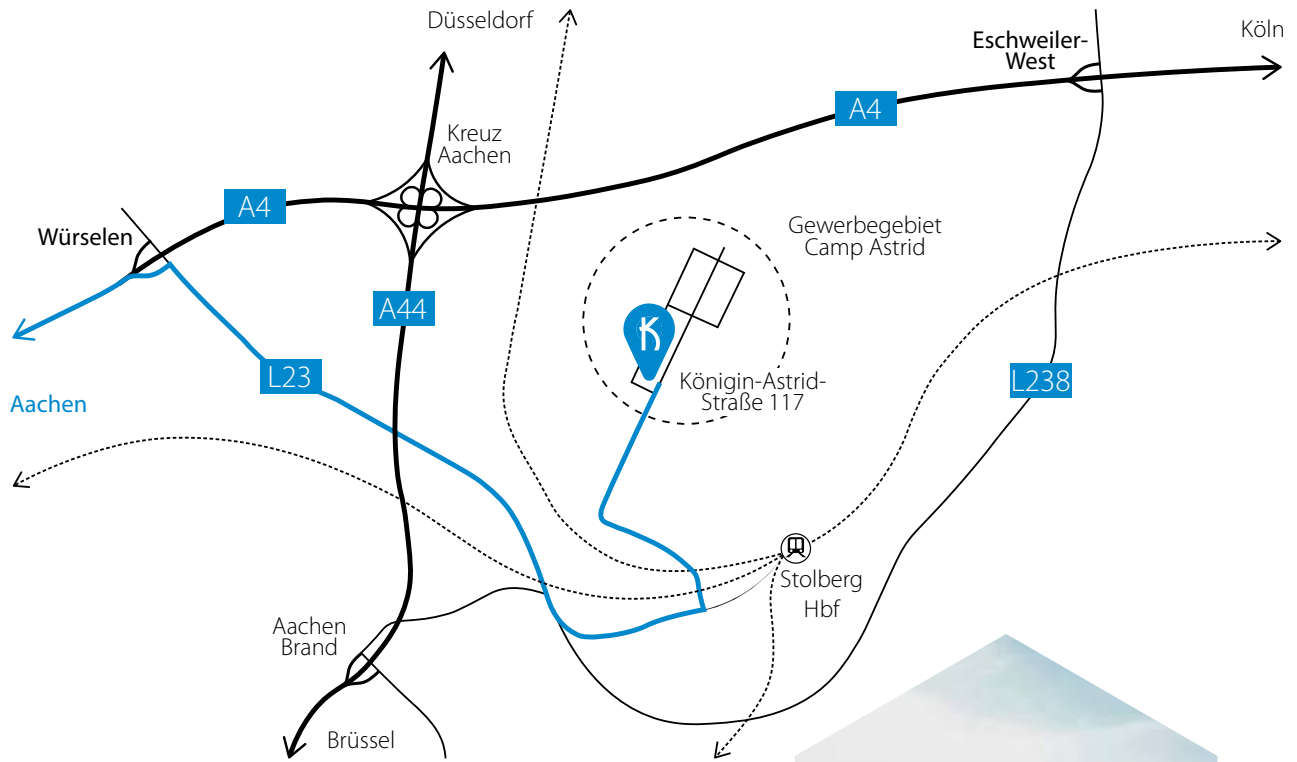 Düsseldorf
Eschweiler-
West
Köln
A4
Kreuz
Aachen
A4
Würselen
Gewerbegebiet
Camp Astrid
A44
K
L23
Königin-Astrid-
Straße 117
L238
Aachen
Stolberg
Hbf
Aachen
Brand
Brüssel